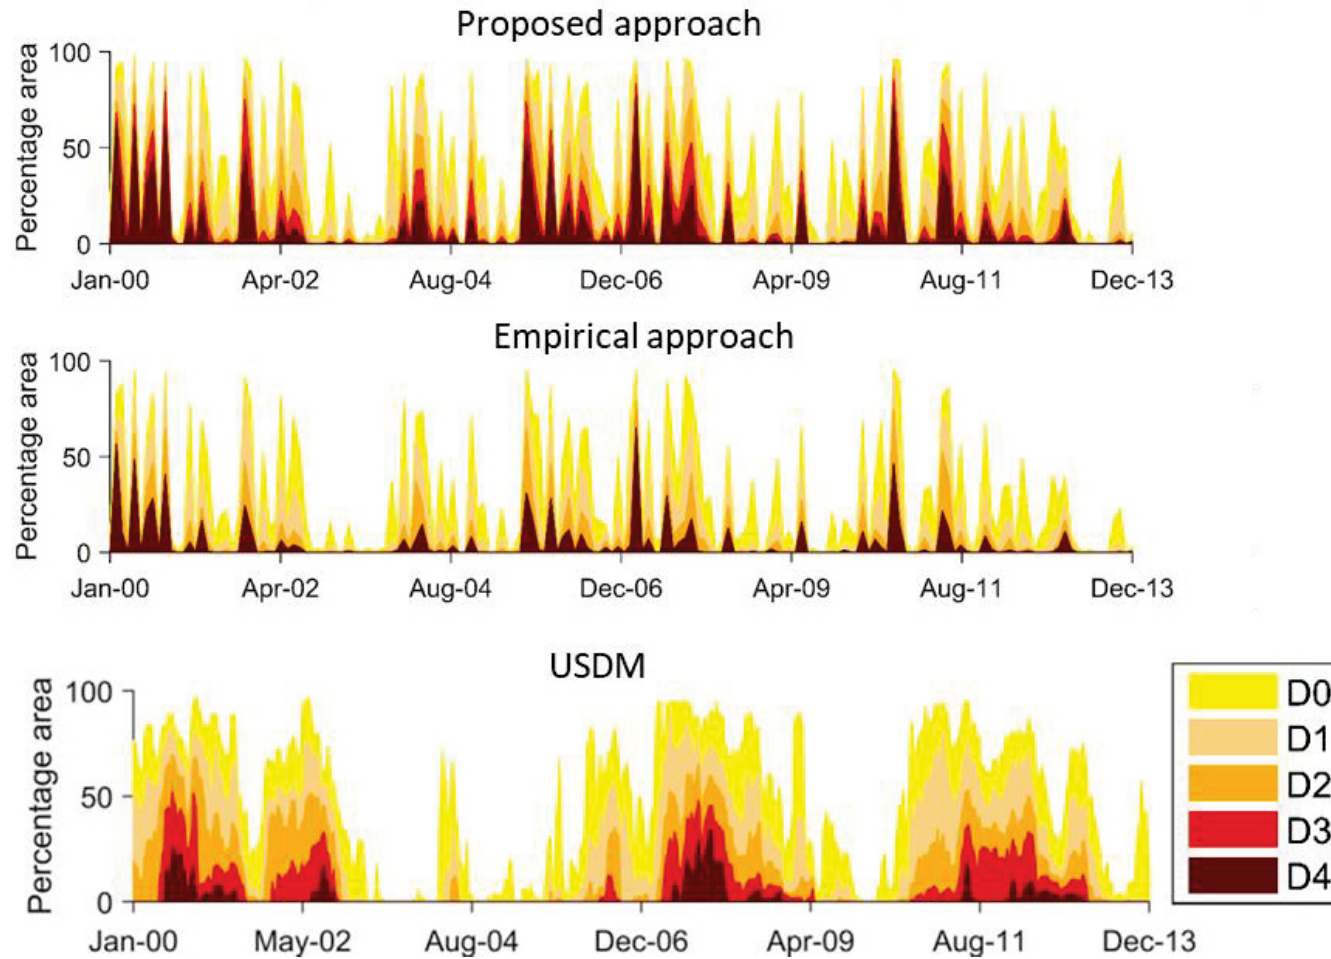 Proposed approach
Percentage area
100
50
0
Jan-00 Apr-02 Aug-04 Dec-06 Apr-09 Aug-11 Dec-13
Empirical approach
Percentage area
100
50
0
Jan-00 Apr-02 Aug-04 Dec-06 Apr-09 Aug-11 Dec-13
USDM
Percentage area
100
50
0
Jan-00 May-02 Aug-04 Dec-06 Apr-09 Aug-11 Dec-13
D0
D1
D2
D3
D4